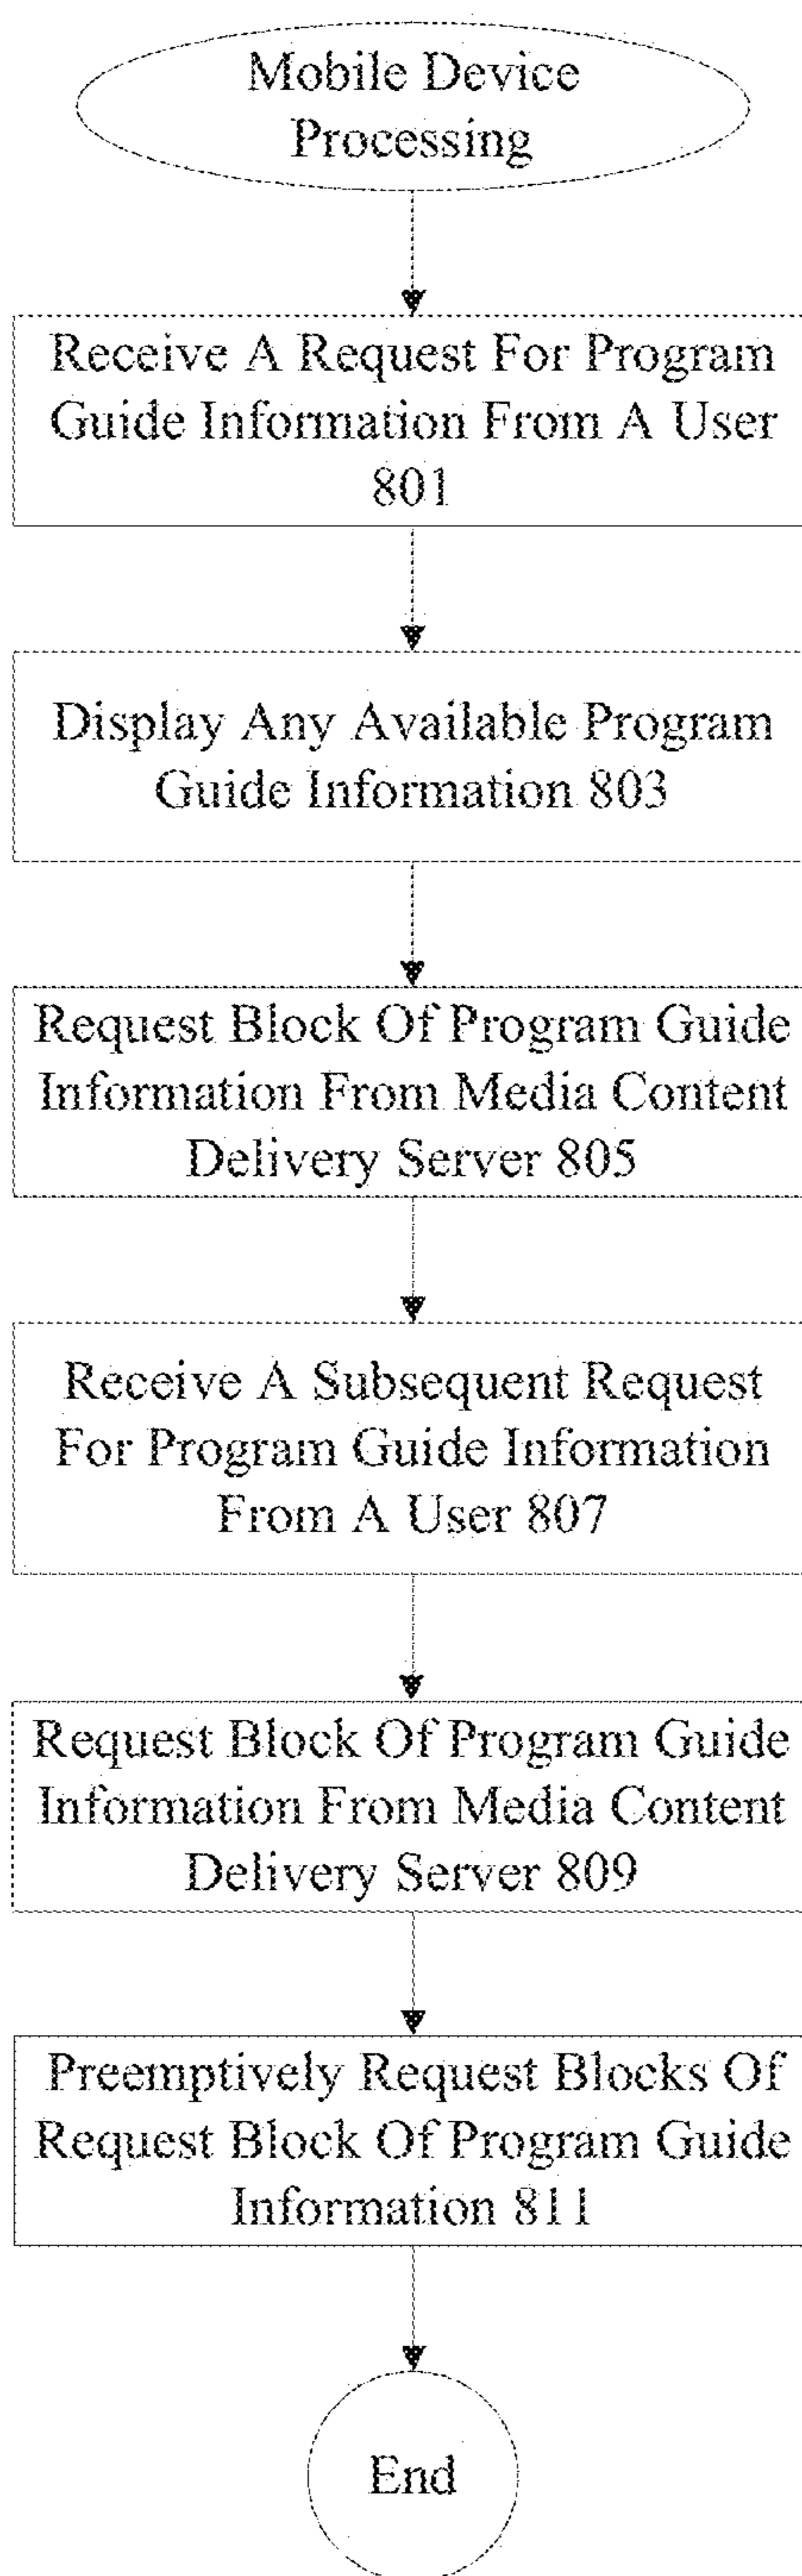 Mobile Device
Processing
Receive A Request For Program
Guide Information From A User
801
Display Any Available Program
Guide Information 803
Request Block Of Program Guide
Information From Media Content
Delivery Server 805
Receive A Subsequent Request
For Program Guide Information
From A User 807
Request Block Of Program Guide
Information From Media Content
Delivery Server 809
Preemptively Request Blocks Of
Request Block Of Program Guide
Information 811
End